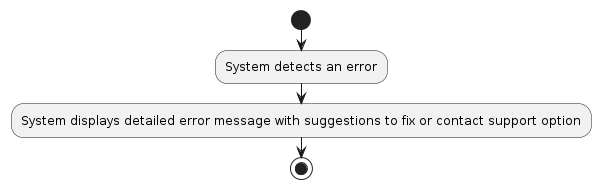 System detects an error
System displays detailed error message with suggestions to fix or contact support option